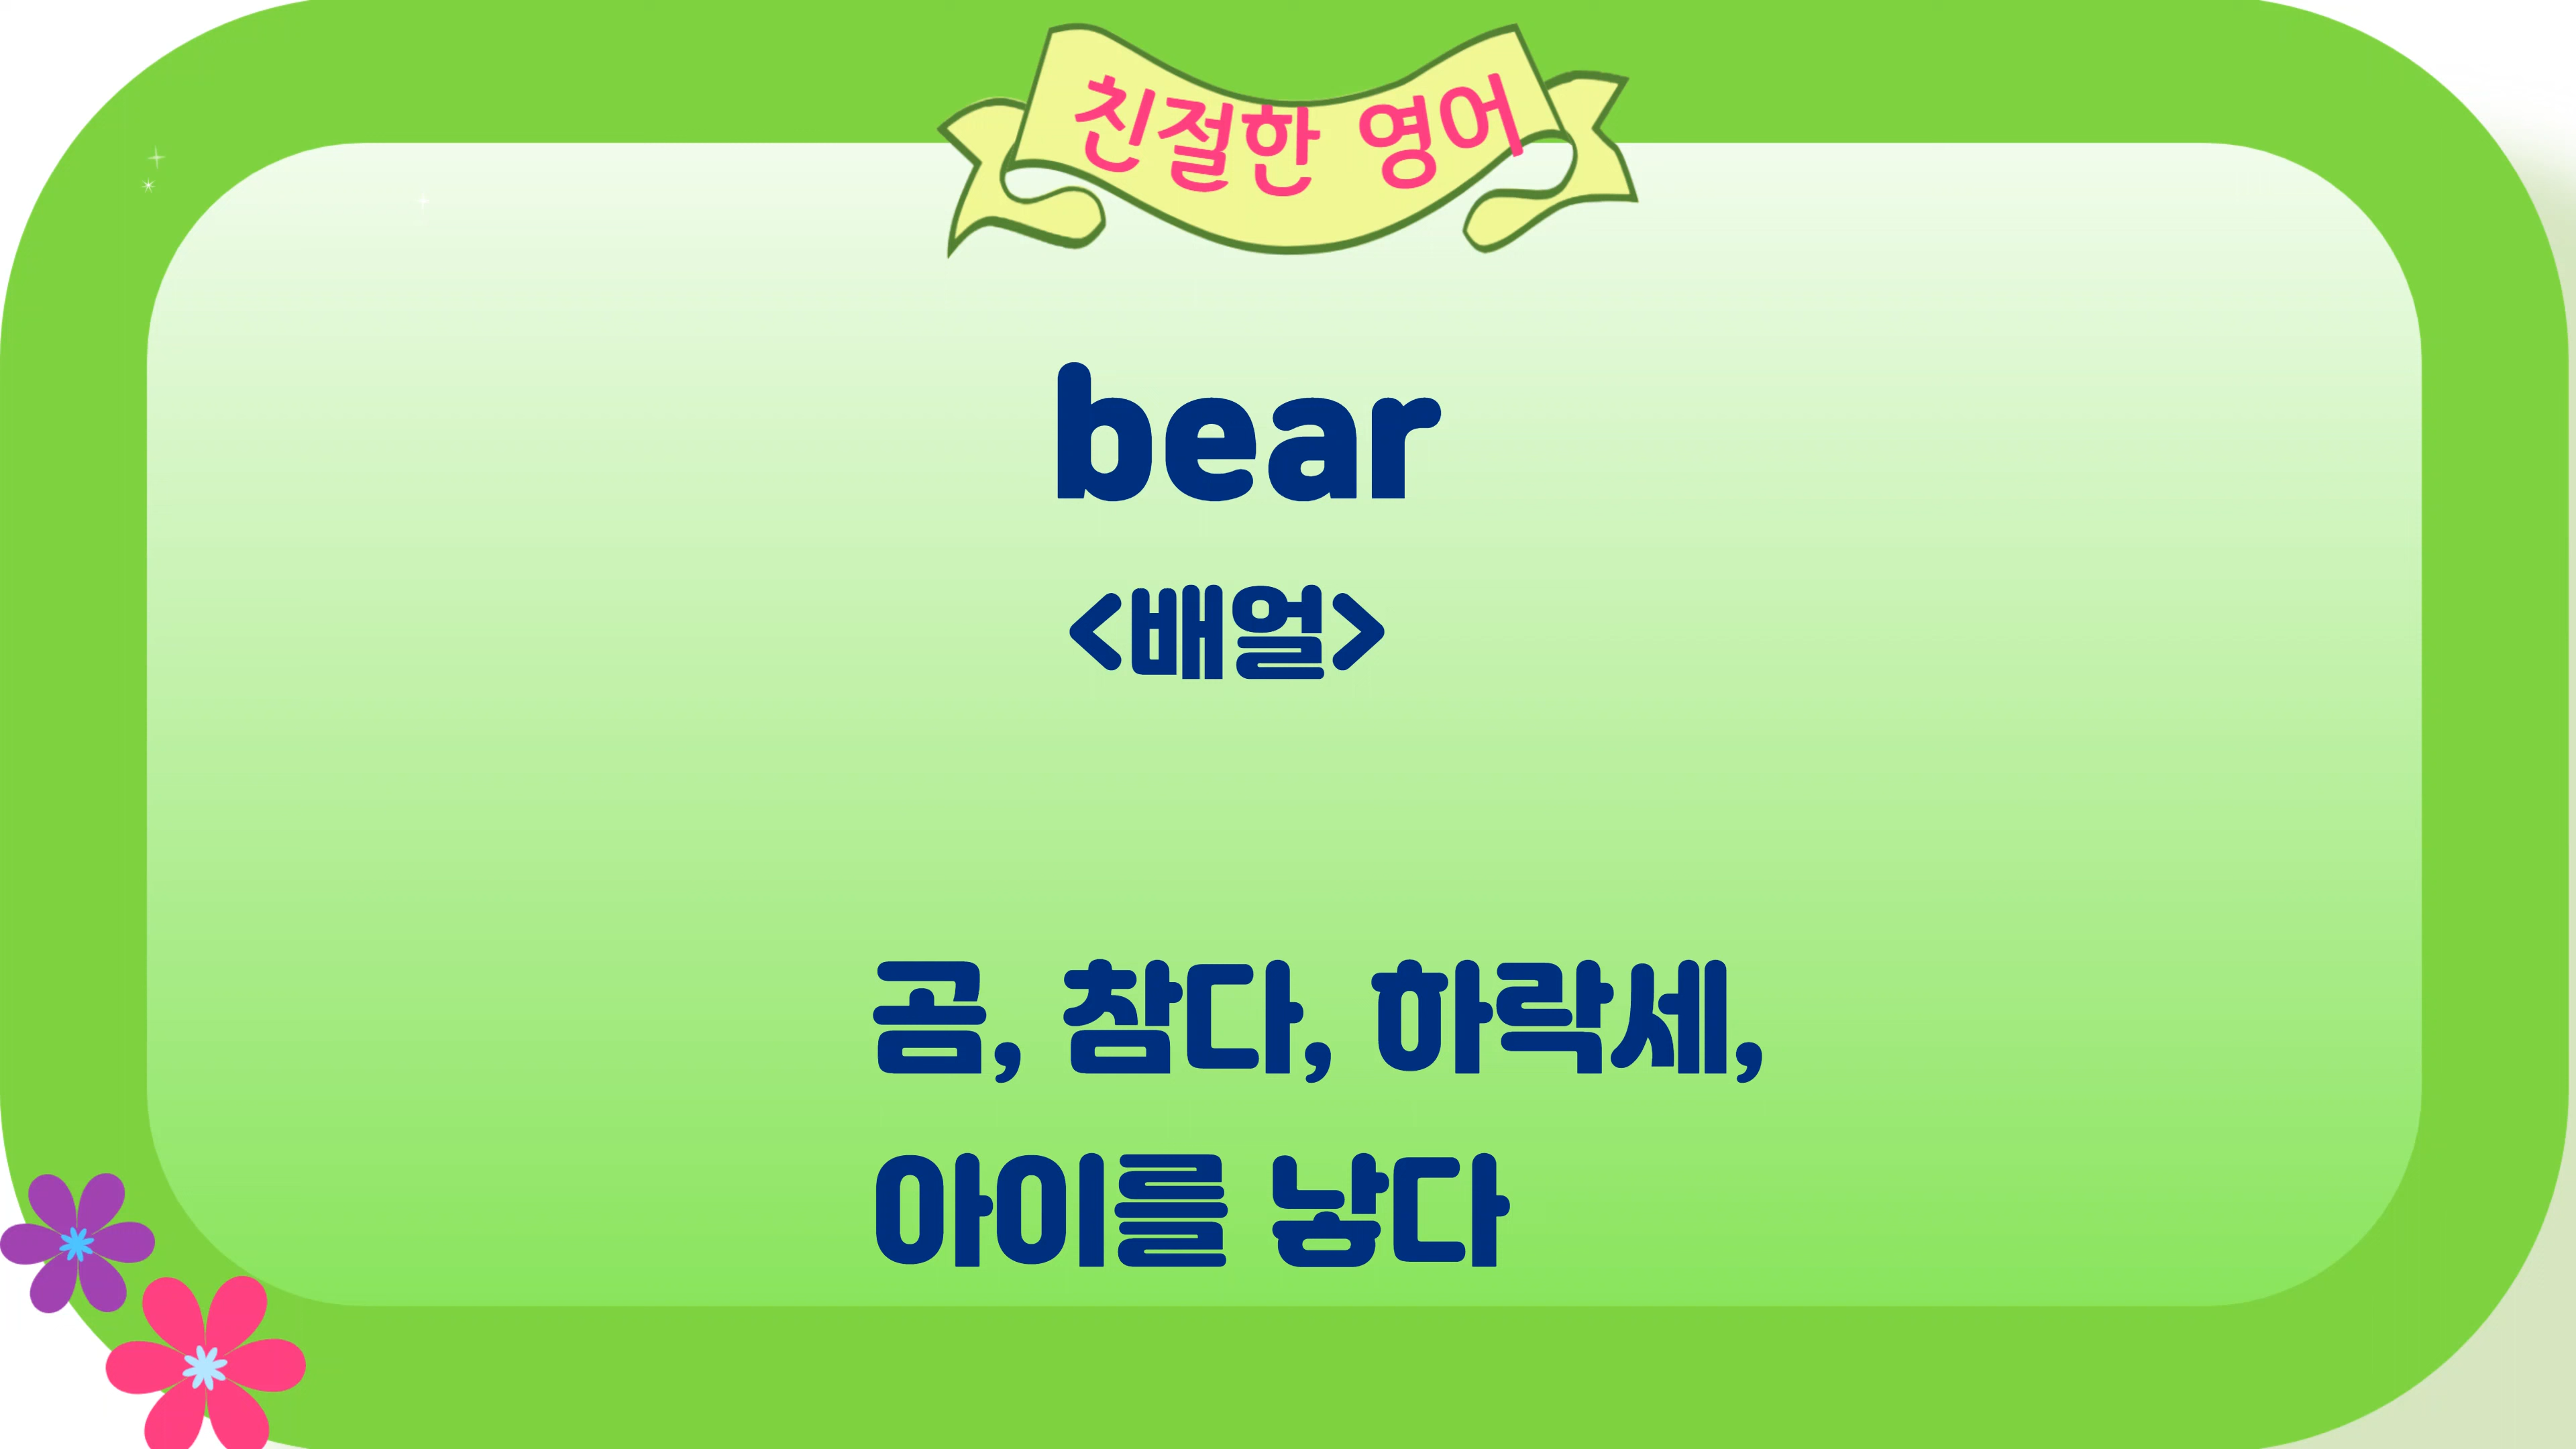 친절한 영어
bear
<배얼>
곰, 참다, 하락세,
아이를 낳다